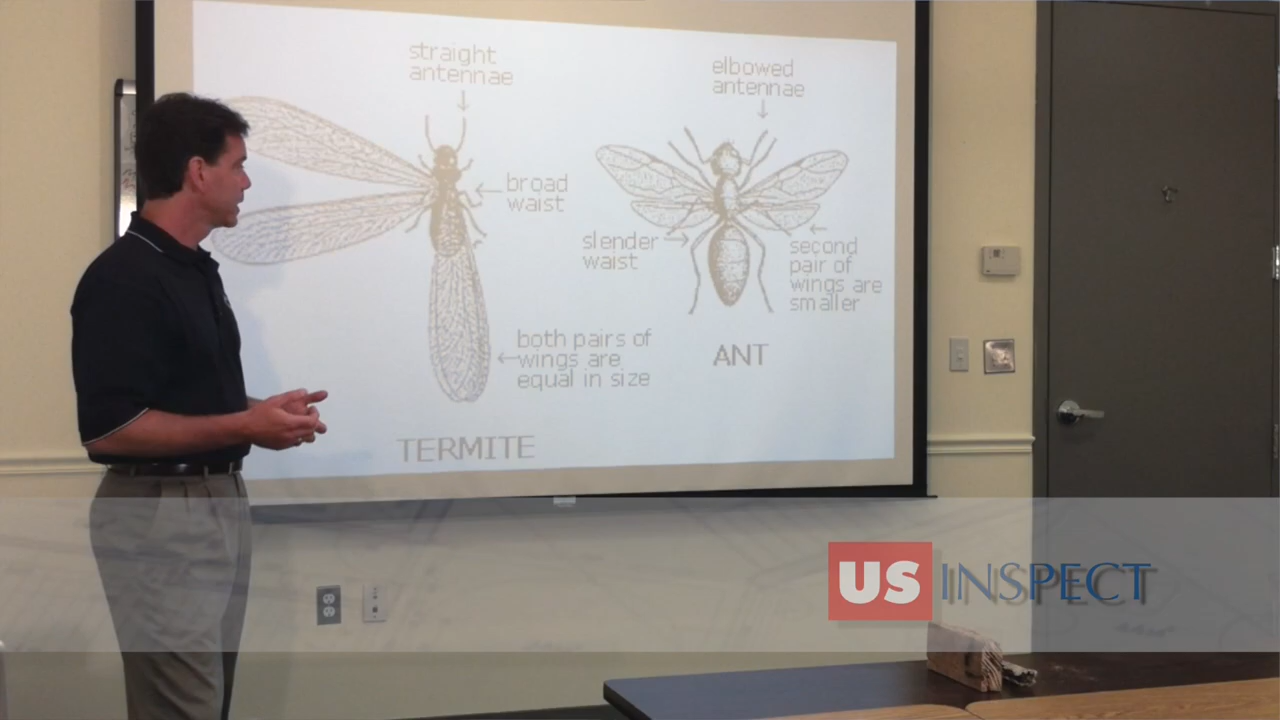 straight
antennae
broad
waist
both pairs of
wings are
equal in size
TERMITE
elbowed
antennae
slender
waist
second
pair of
wings are
smaller
ANT
US INSPECT